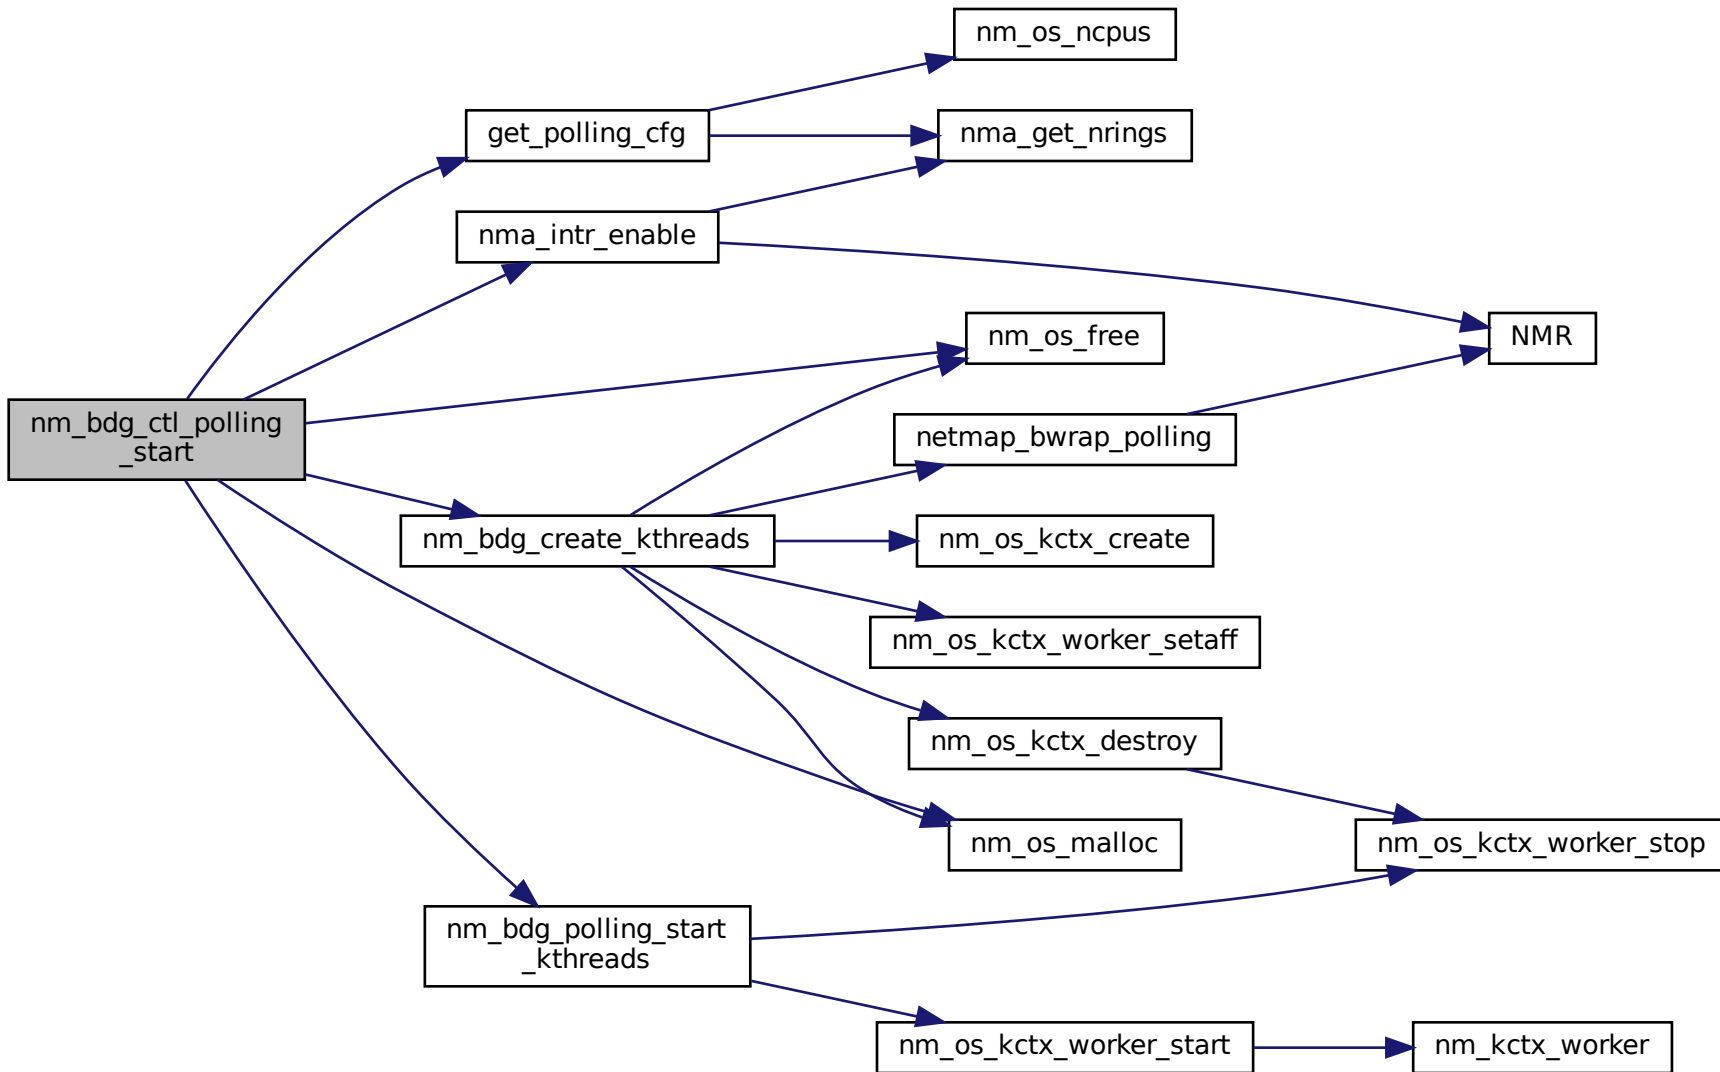 nm_os_ncpus
get_polling_cfg
nma_get_nrings
nma_intr_enable
nm_os_free
NMR
nm_bdg_ctl_polling
_start
netmap_bwrap_polling
nm_bdg_create_kthreads
nm_os_kctx_create
nm_os_kctx_worker_setaff
nm_os_kctx_destroy
nm_os_malloc
nm_os_kctx_worker_stop
nm_bdg_polling_start
_kthreads
nm_os_kctx_worker_start
nm_kctx_worker